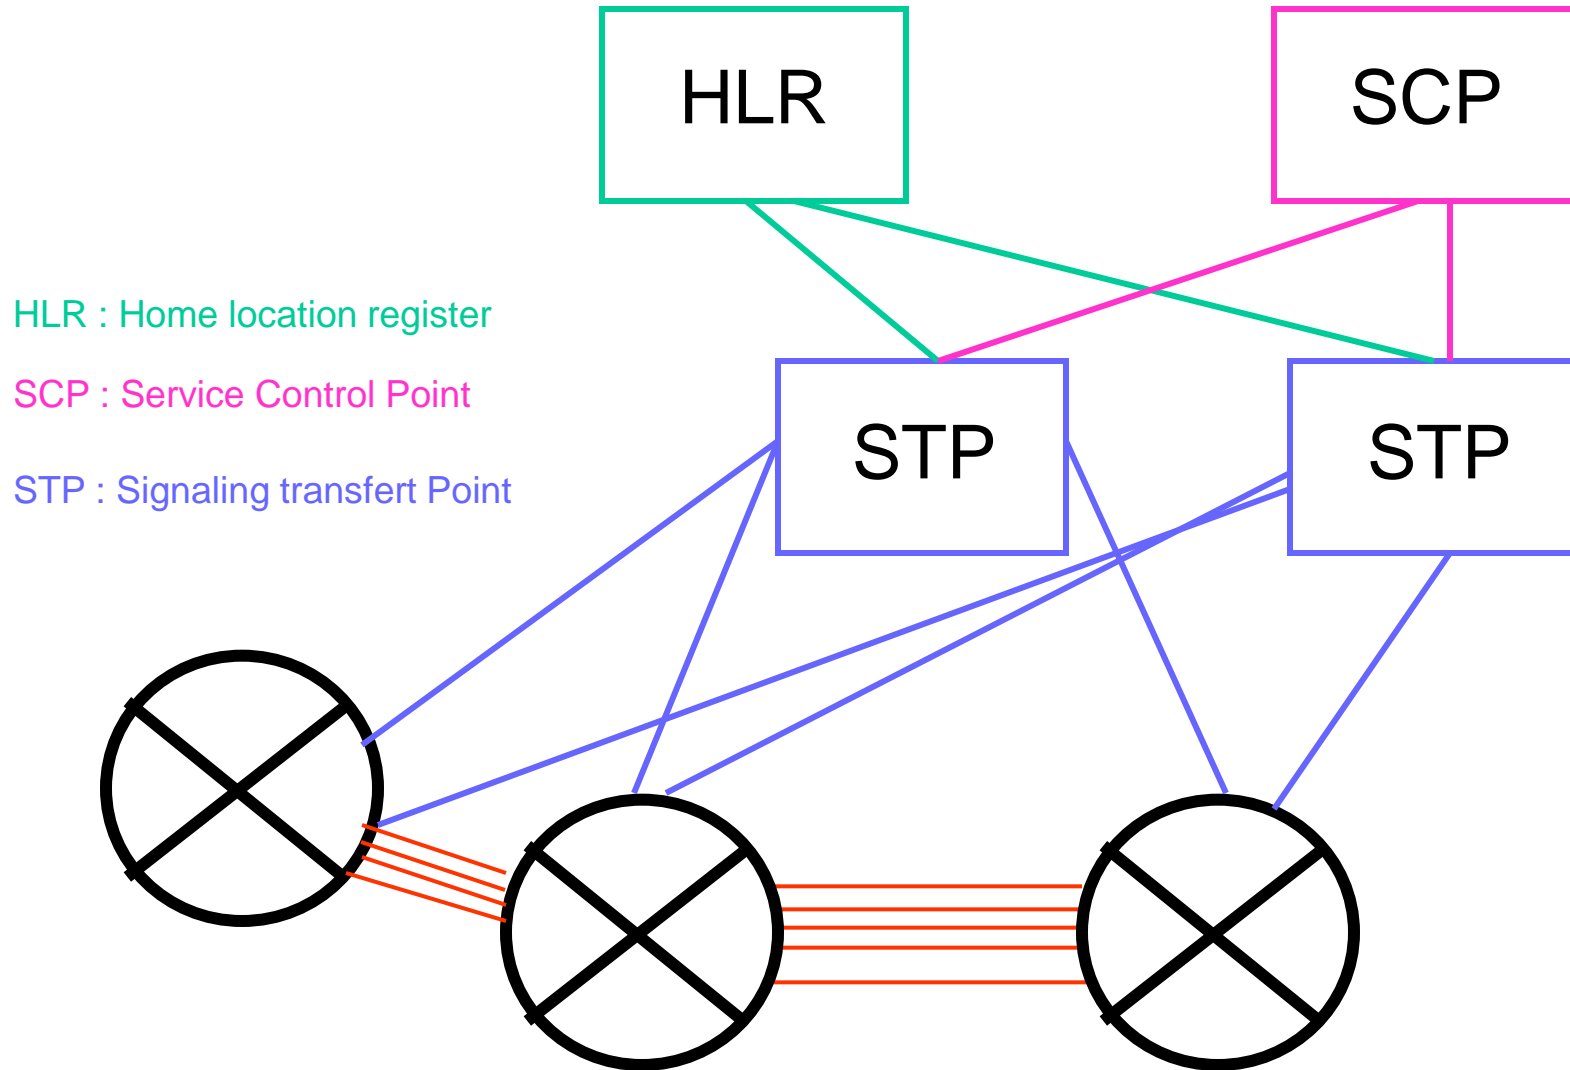 HLR
SCP
HLR : Home location register
SCP : Service Control Point
STP
STP
STP : Signaling transfert Point